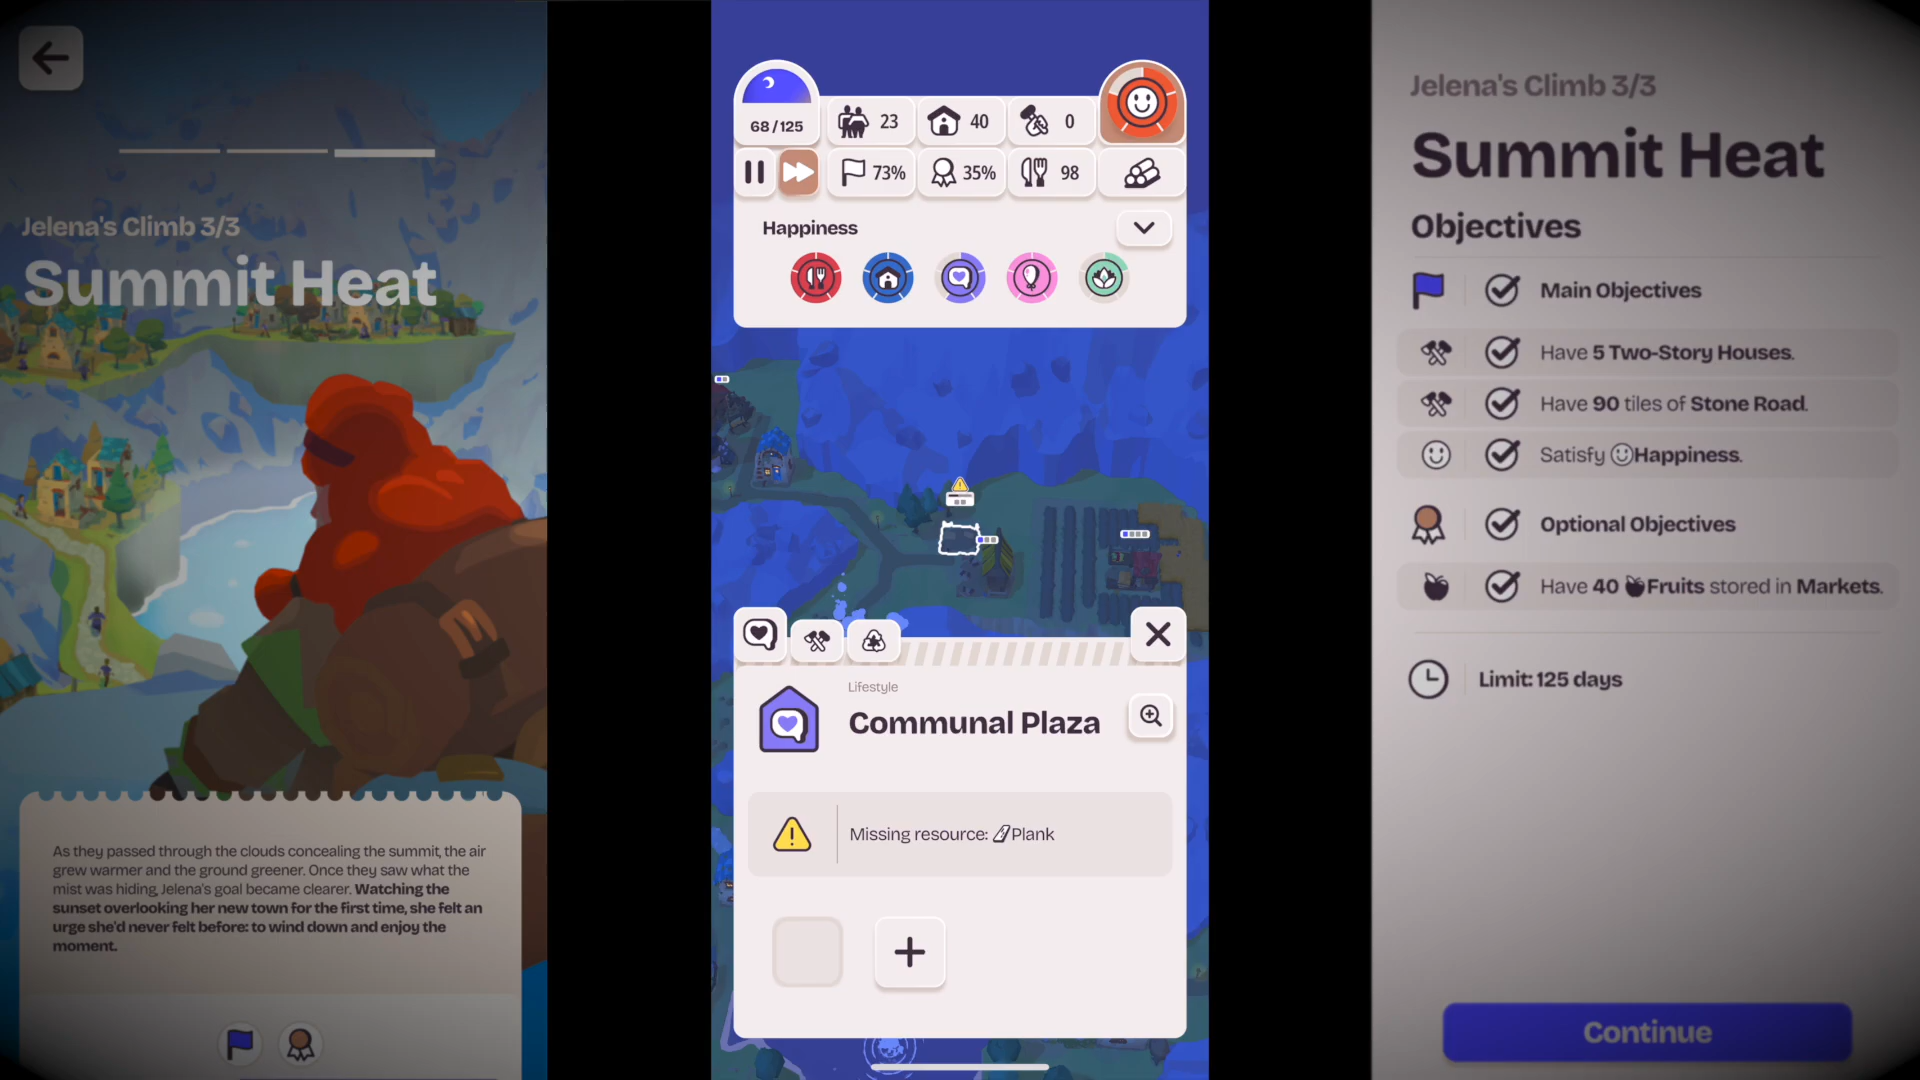 Jelena's Climb 3/3
Summit Heat
As they passed through the clouds concealing the summit, the air
grew warmer and the ground greener. Once they saw what the
mist was hiding, Jelena's goal became clearer. Watching the
sunset overlooking her new town for the first time, she felt an
urge she'd never felt before: to wind down and enjoy the
moment.
68/125
23
40
0
73%
35%
98
Happiness
Lifestyle
Communal Plaza
Missing resource: Plank
Jelena's Climb 3/3
Summit Heat
Objectives
Main Objectives
Have 5 Two-Story Houses.
Have 90 tiles of Stone Road.
Satisfy Happiness.
Optional Objectives
Have 40 Fruits stored in Markets.
Limit: 125 days
Continue